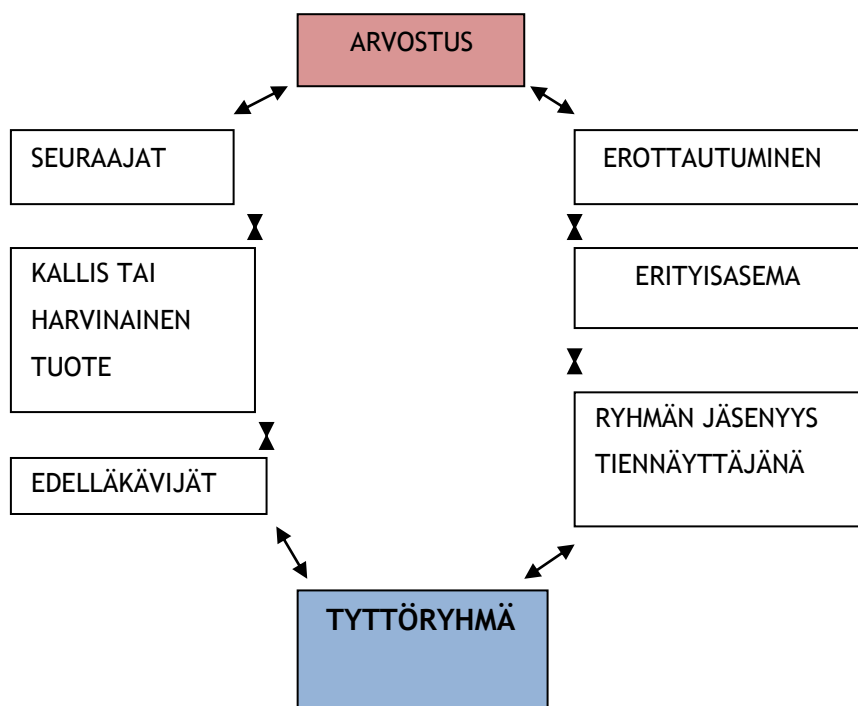 ARVOSTUS
SEURAAJAT
EROTTAUTUMINEN
KALLIS TAI
HARVINAINEN
TUOTE
ERITYISASEMA
RYHMÄN JÄSENYYS
TIENNÄYTTÄJÄNÄ
EDELLÄKÄVIJÄT
TYTTÖRYHMÄ